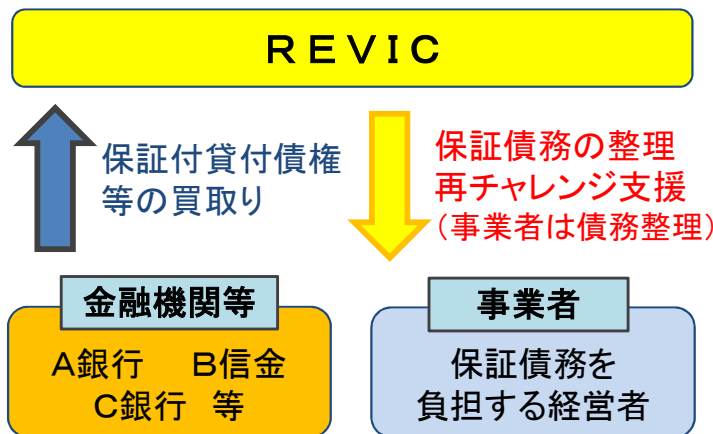 ＲＥＶＩＣ
保証付貸付債権
等の買取り
保証債務の整理
再チャレンジ支援
（事業者は債務整理）
金融機関等
A銀行　B信金
C銀行　等
事業者
保証債務を
負担する経営者